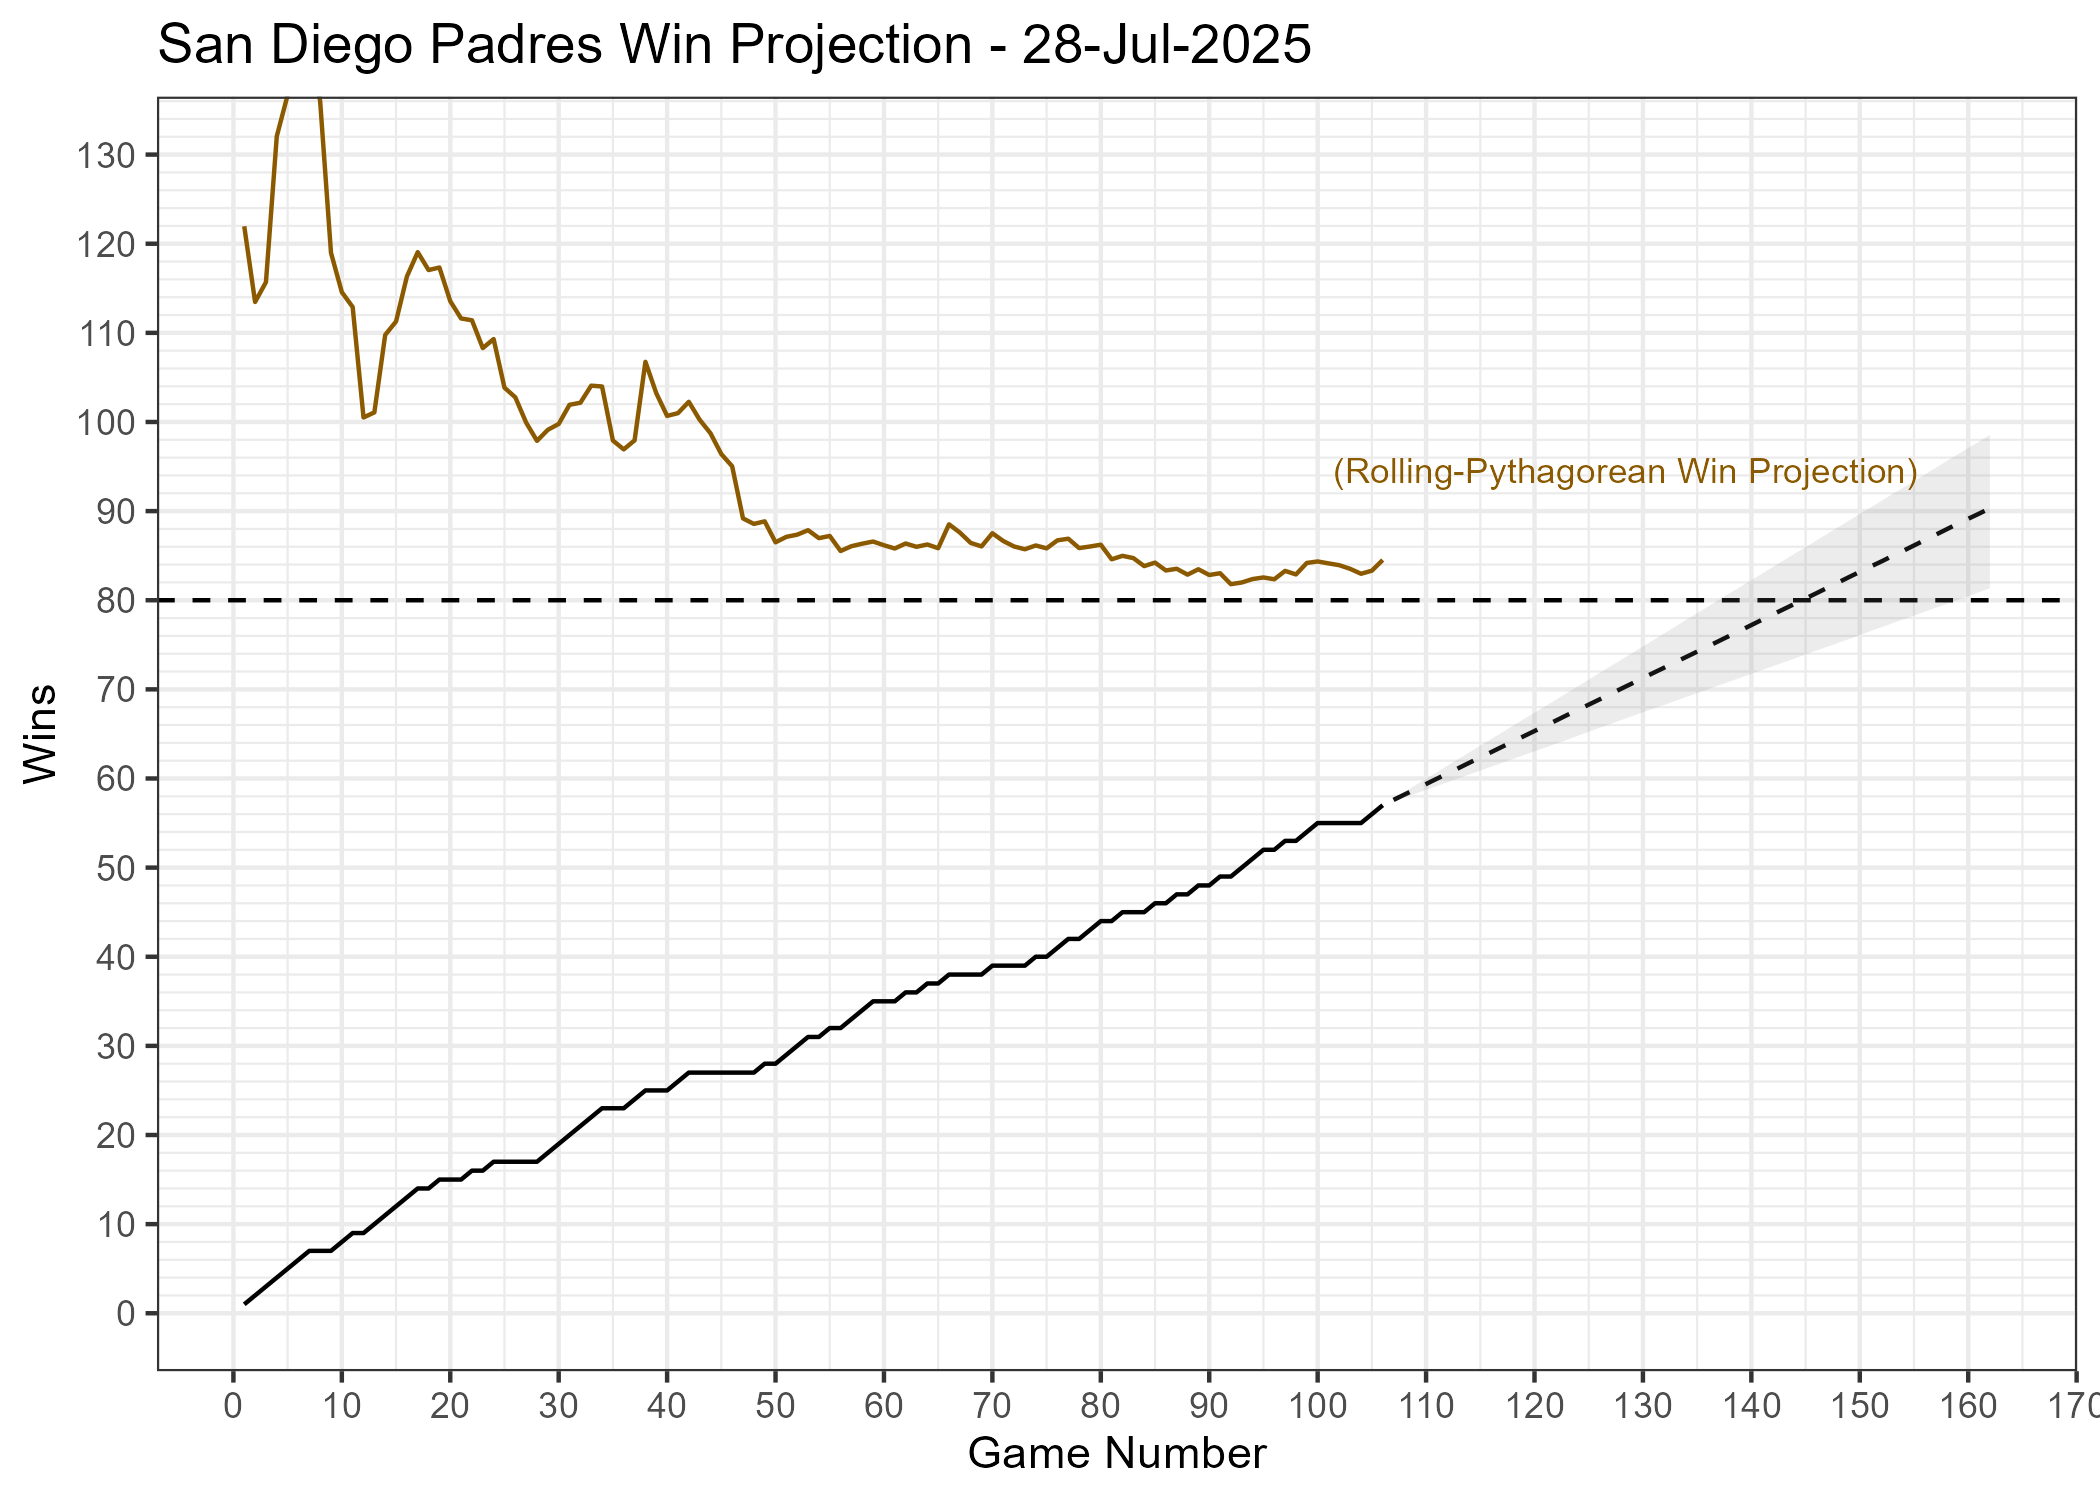 San Diego Padres Win Projection - 28-Jul-2025
130
120
110
100
(Rolling-Pythagorean Win Projection)
90
80
70
60
50
40
30
20
10
0
Wins
0 10 20 30 40 50 60 70 80 90 100 110 120 130 140 150 160 170
Game Number